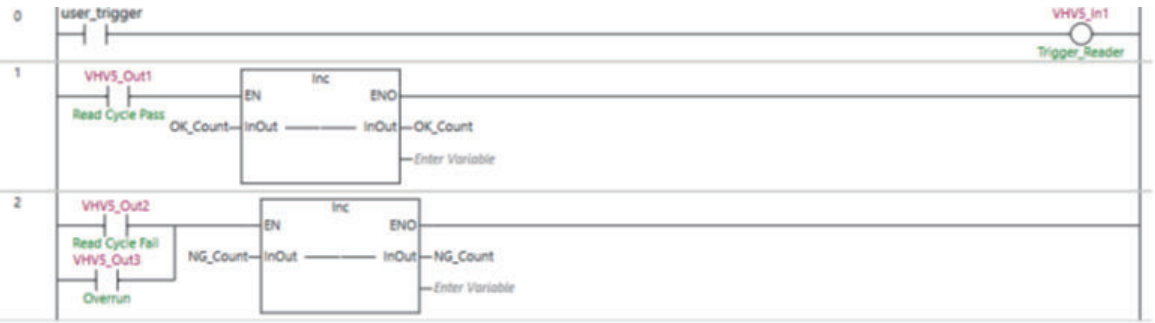 0
user_trigger
VHV5_In1
Trigger_Reader
1
VHV5_Out1
Read Cycle Pass
Inc
EN ENO
OK_Count InOut InOut OK_Count
Enter Variable
2
VHV5_Out2
Read Cycle Fail
VHV5_Out3
Overrun
Inc
EN ENO
NG_Count InOut InOut NG_Count
Enter Variable